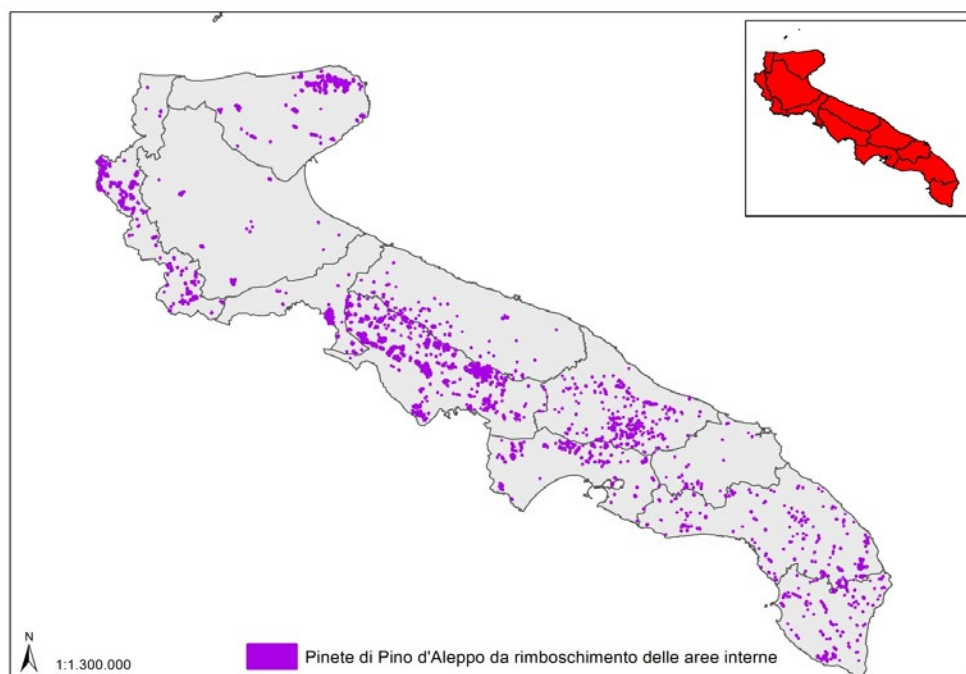 N
1:1.300.000
Pinete di Pino d'Aleppo da rimboschimento delle aree interne